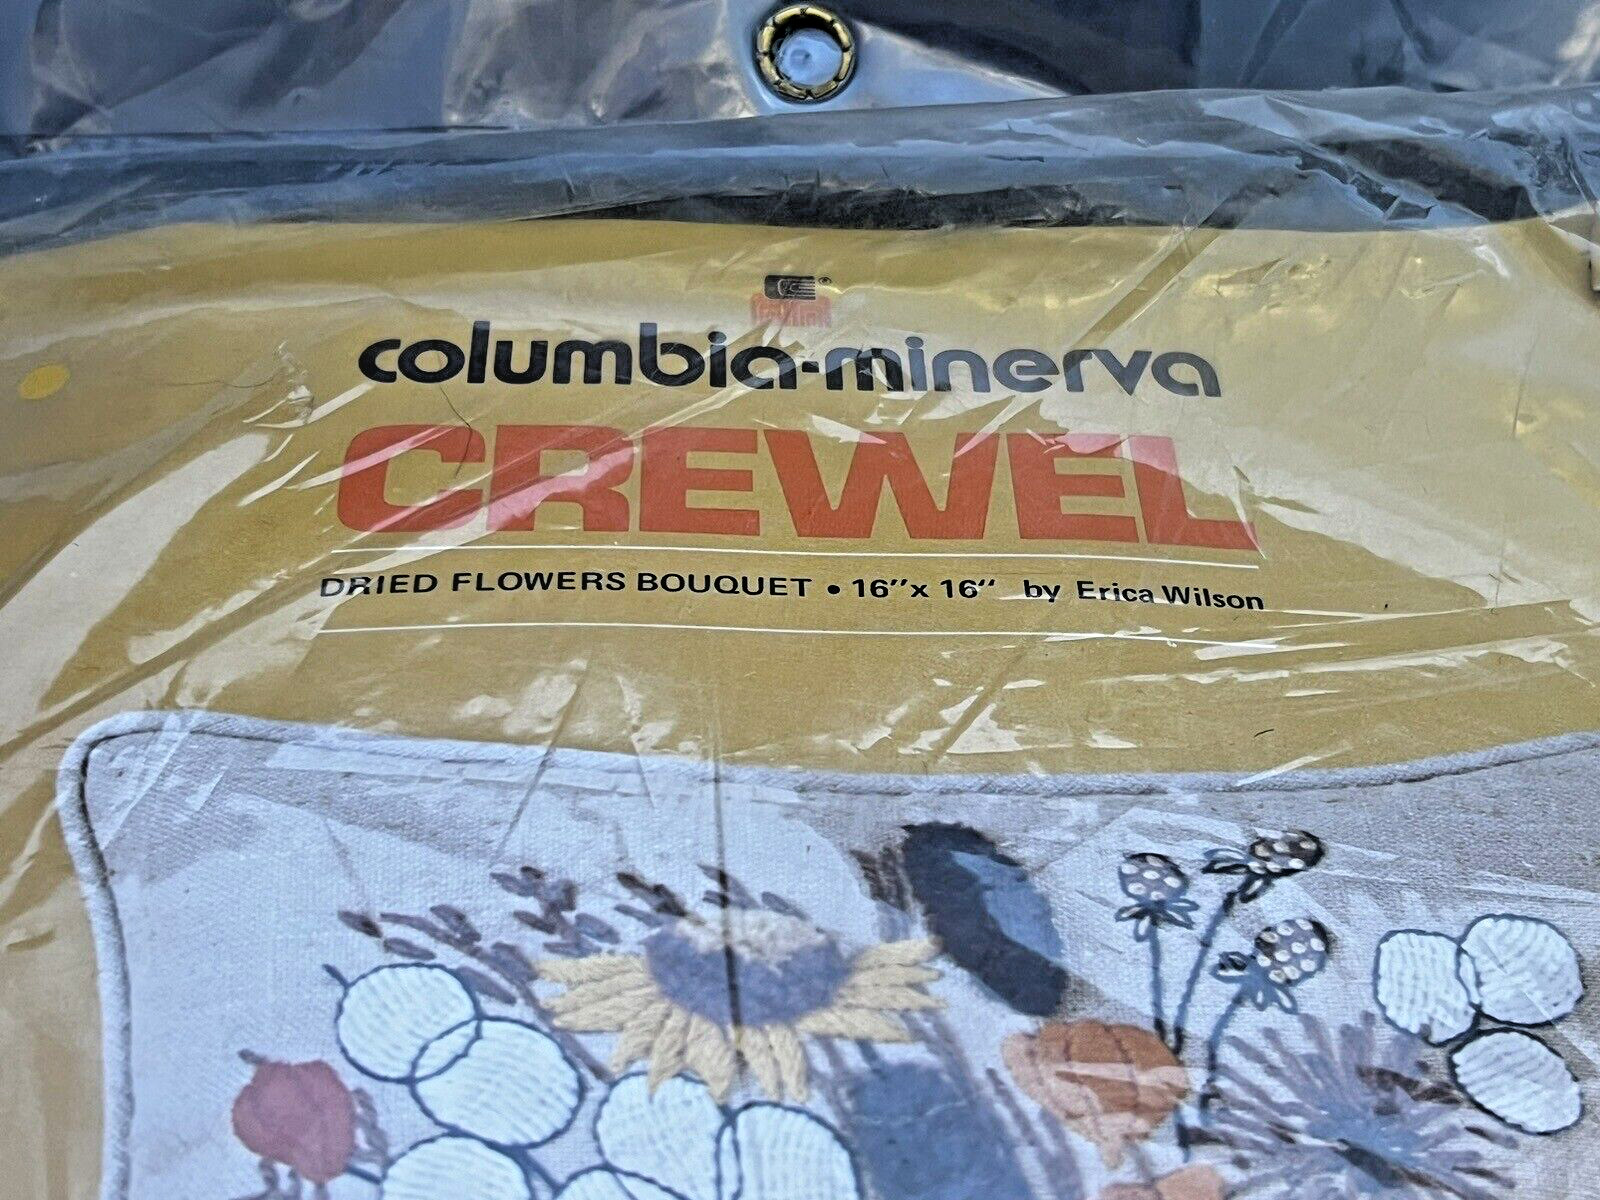 columbia-minerva
CREWEL
DRIED FLOWERS BOUQUET • 16" x 16" by Erica Wilson